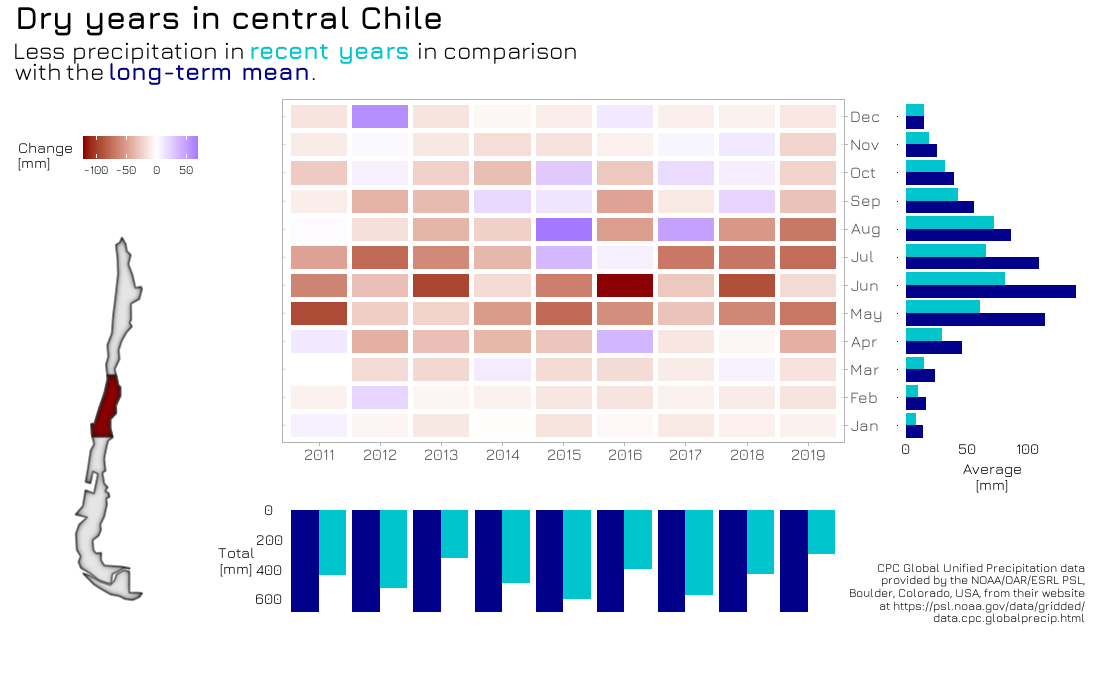 Dry years in central Chile
Less precipitation in recent years in comparison
with the long-term mean.
Change
[mm]
-100 -50 0 50
Dec
Nov
Oct
Sep
Aug
Jul
Jun
May
Apr
Mar
Feb
Jan
2011 2012 2013 2014 2015 2016 2017 2018 2019
0 50 100
Average
[mm]
Total
[mm]
0
200
400
600
CPC Global Unified Precipitation data
provided by the NOAA/OAR/ESRL PSL,
Boulder, Colorado, USA, from their website
at https://psl.noaa.gov/data/gridded/
data.cpc.globalprecip.html